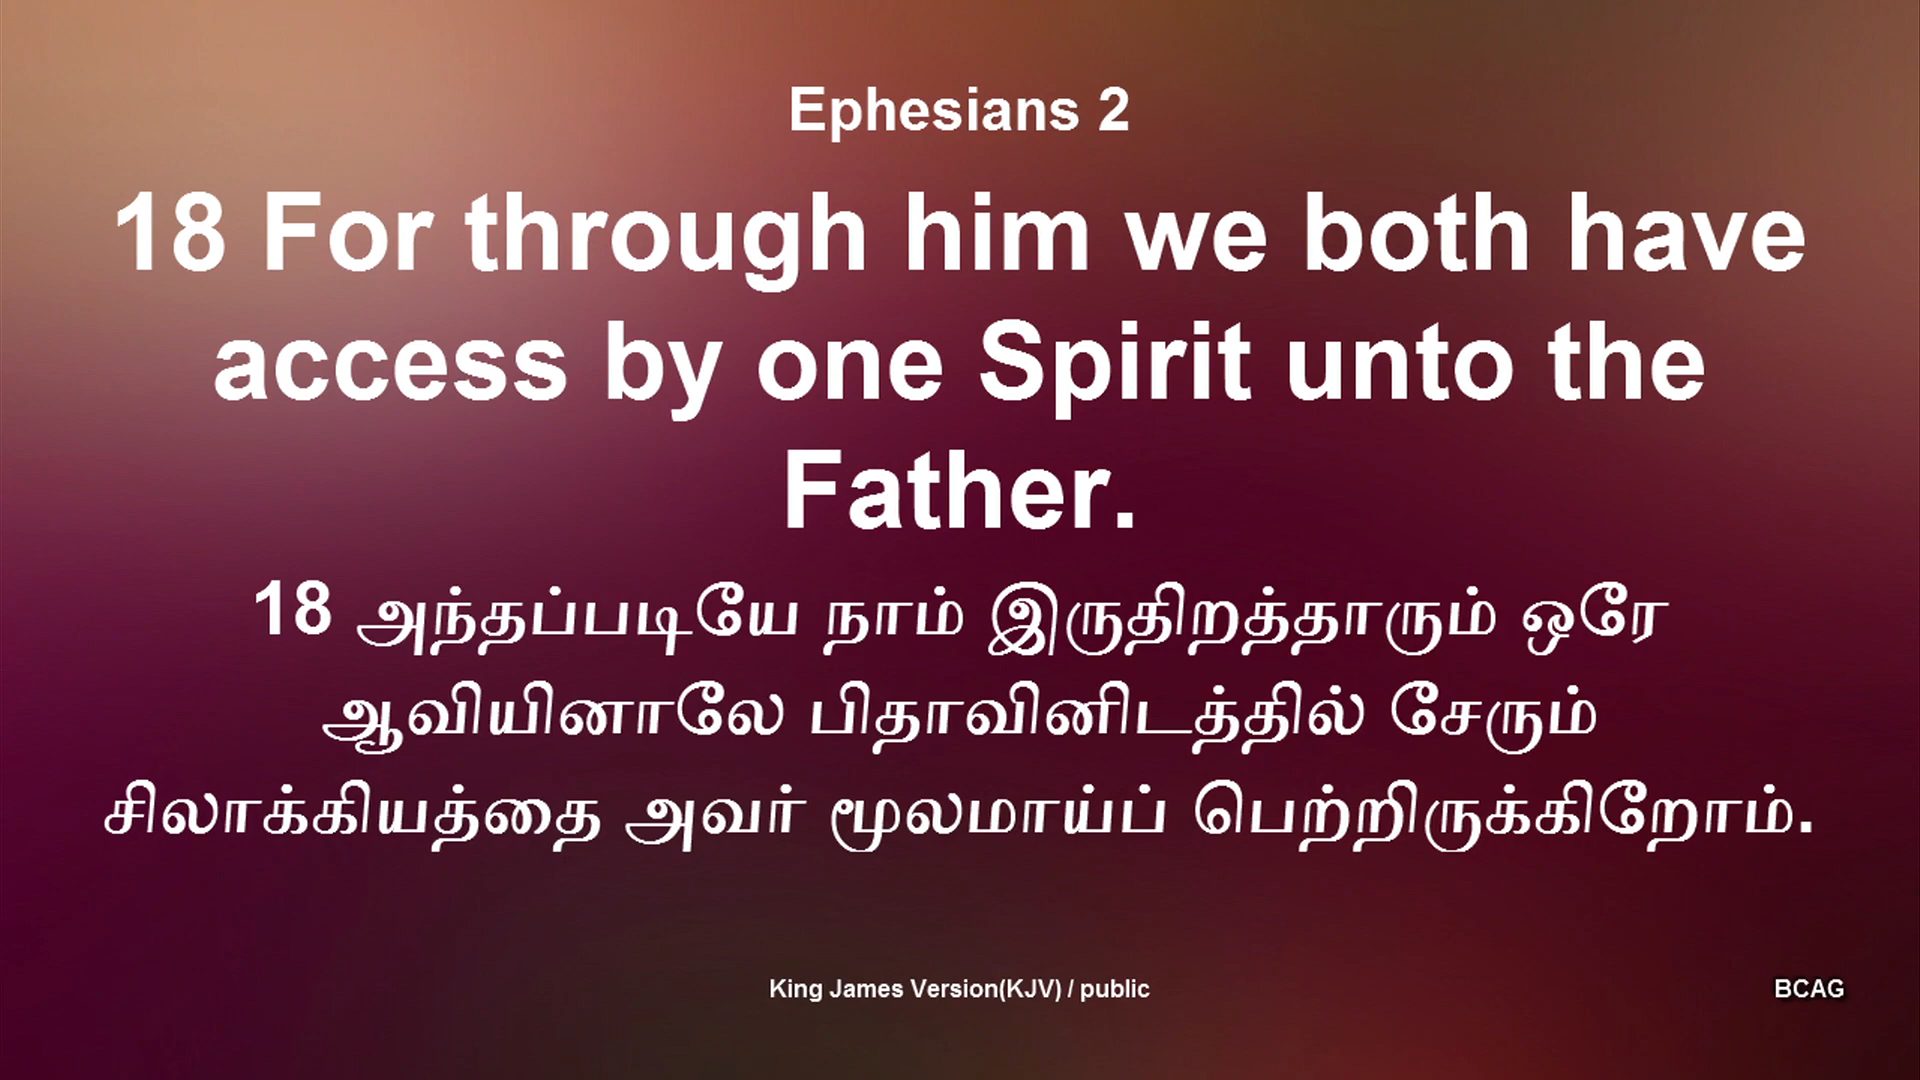 Ephesians 2
18 For through him we both have
access by one Spirit unto the
Father.
18 அந்தப்படியே நாம் இருதிறத்தாரும் ஒரே
ஆவியினாலே பிதாவினிடத்தில் சேரும்
சிலாக்கியத்தை அவர் மூலமாய்ப் பெற்றிருக்கிறோம்.
King James Version(KJV) / public
BCAG